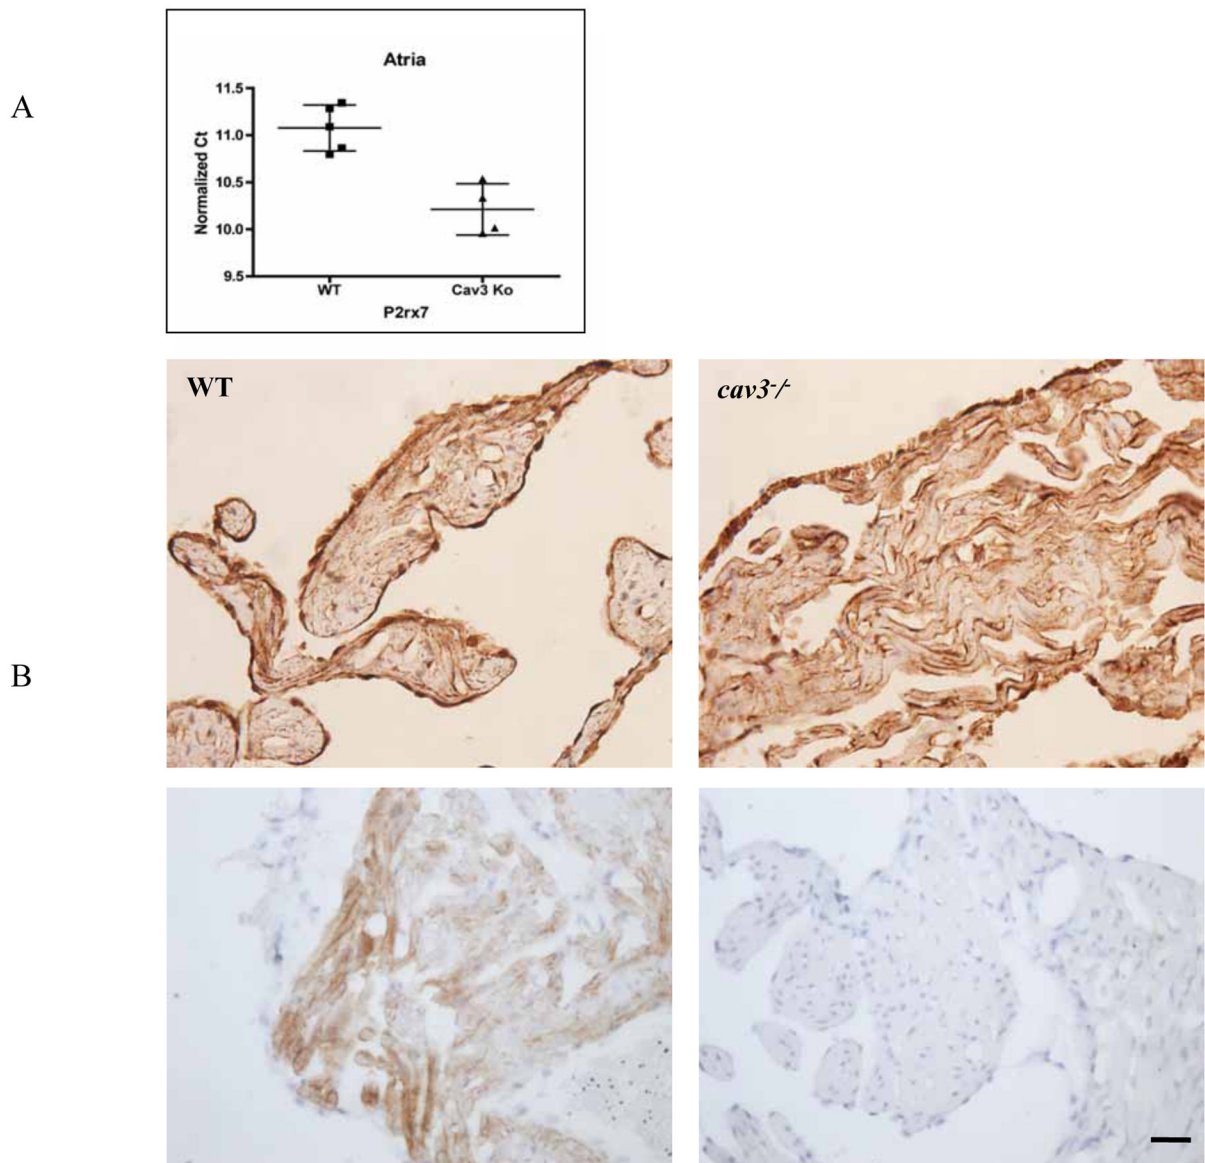 A
Atria
Normalized Ct
11.5
11.0
10.5
10.0
9.5
WT
Cav3 Ko
P2rx7
B
WT
cav3-/-